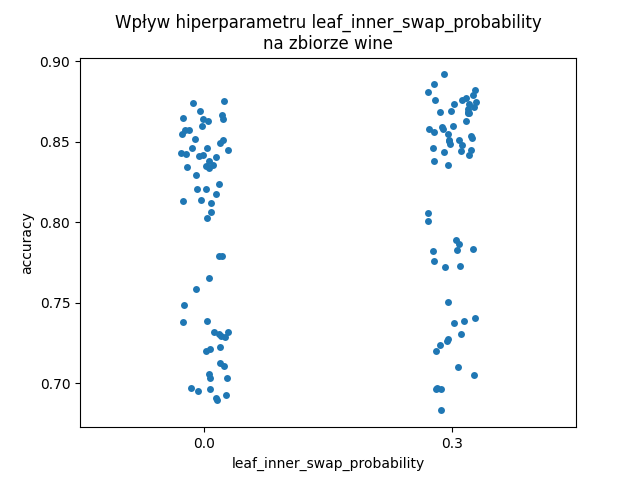 Wpływ hiperparametru leaf_inner_swap_probability
na zbiorze wine
0.90
0.85
0.80
0.75
0.70
accuracy
0.0
0.3
leaf_inner_swap_probability